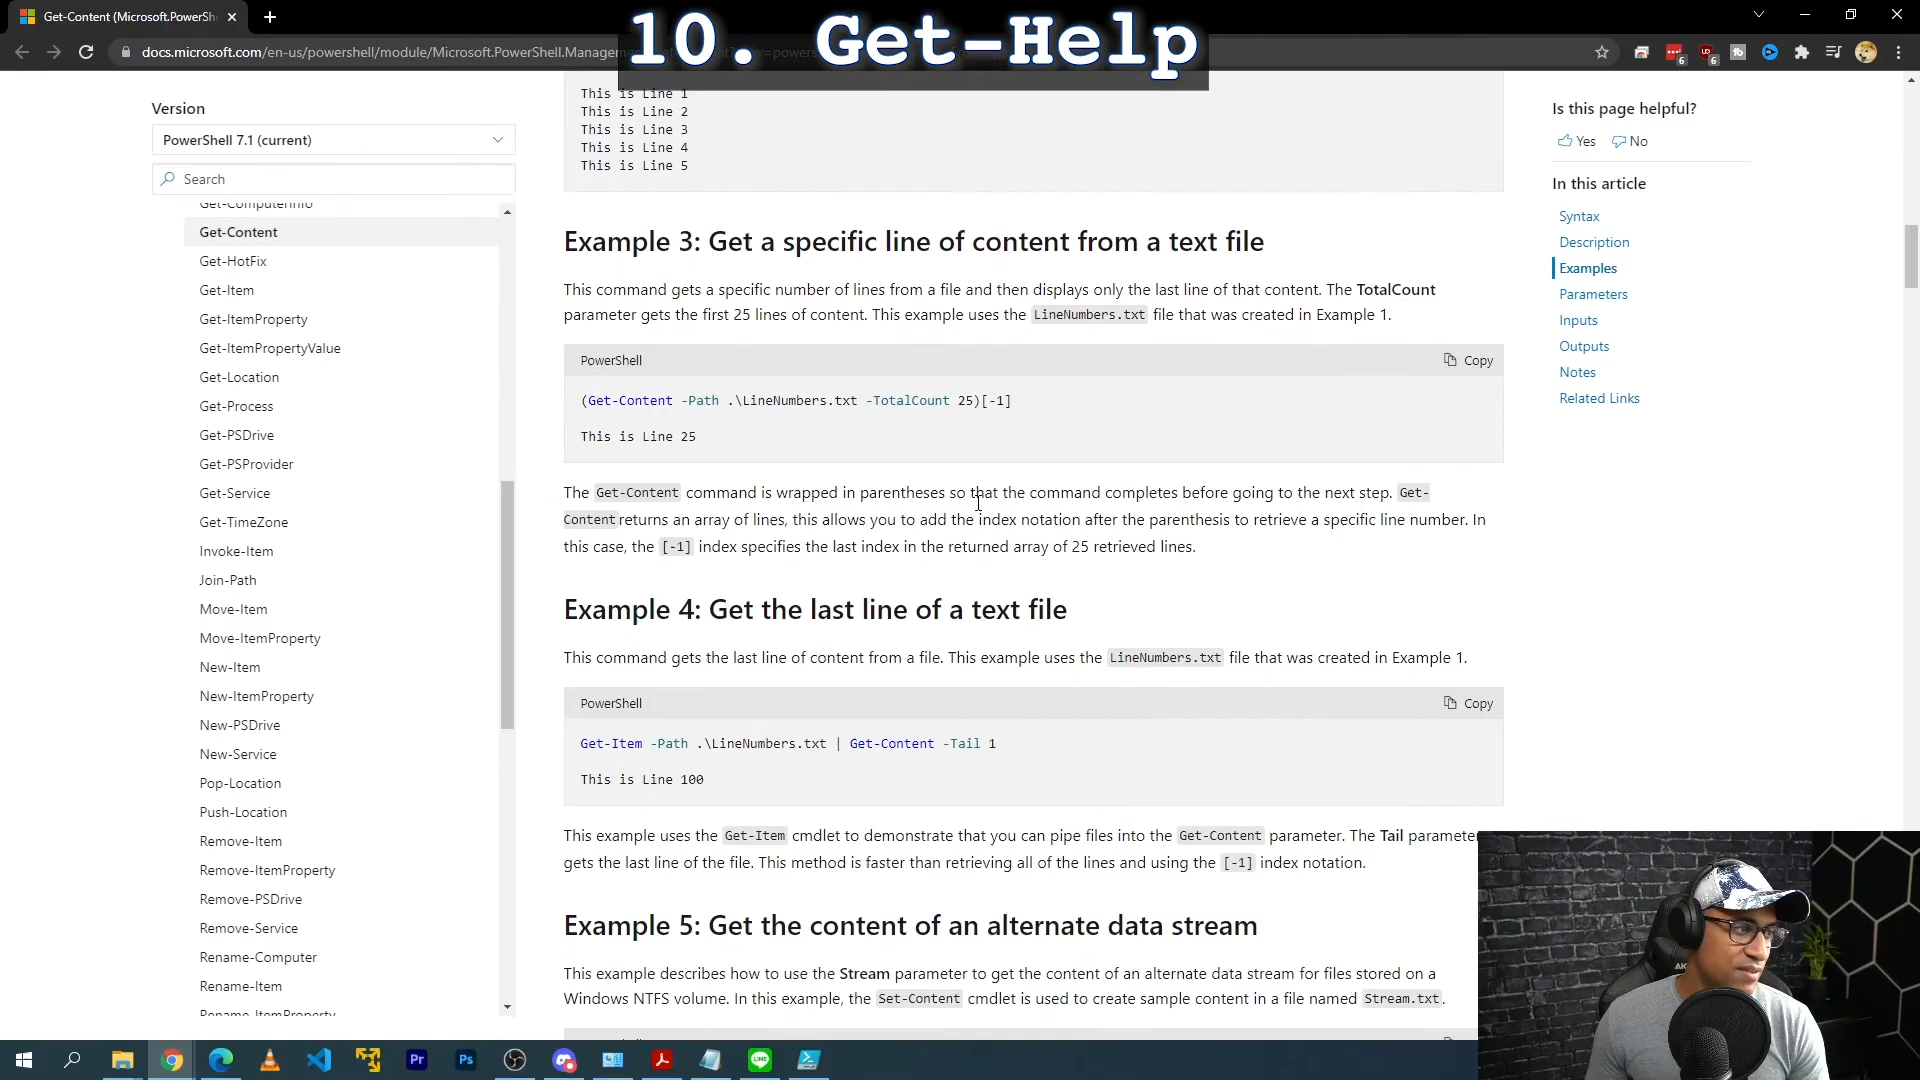 Get-Content (Microsoft.PowerShe
10. Get-Help
docs.microsoft.com/en-us/powershell/module/Microsoft.PowerShell.Managem
Version
PowerShell 7.1 (current)
Search
Get-ComputerInfo
Get-Content
Get-HotFix
Get-Item
Get-ItemProperty
Get-ItemPropertyValue
Get-Location
Get-Process
Get-PSDrive
Get-PSProvider
Get-Service
Get-TimeZone
Invoke-Item
Join-Path
Move-Item
Move-ItemProperty
New-Item
New-ItemProperty
New-PSDrive
New-Service
Pop-Location
Push-Location
Remove-Item
Remove-ItemProperty
Remove-PSDrive
Remove-Service
Rename-Computer
Rename-Item
Rename-ItemProperty
This is Line 1
This is Line 2
This is Line 3
This is Line 4
This is Line 5
Example 3: Get a specific line of content from a text file
This command gets a specific number of lines from a file and then displays only the last line of that content. The TotalCount
parameter gets the first 25 lines of content. This example uses the LineNumbers.txt file that was created in Example 1.
PowerShell
Copy
(Get-Content -Path .\LineNumbers.txt -TotalCount 25)[-1]
This is Line 25
The Get-Content command is wrapped in parentheses so that the command completes before going to the next step. Get-
Content returns an array of lines, this allows you to add the index notation after the parenthesis to retrieve a specific line number. In
this case, the [-1] index specifies the last index in the returned array of 25 retrieved lines.
Example 4: Get the last line of a text file
This command gets the last line of content from a file. This example uses the LineNumbers.txt file that was created in Example 1.
PowerShell
Copy
Get-Item -Path .\LineNumbers.txt | Get-Content -Tail 1
This is Line 100
This example uses the Get-Item cmdlet to demonstrate that you can pipe files into the Get-Content parameter. The Tail parameter
gets the last line of the file. This method is faster than retrieving all of the lines and using the [-1] index notation.
Example 5: Get the content of an alternate data stream
This example describes how to use the Stream parameter to get the content of an alternate data stream for files stored on a
Windows NTFS volume. In this example, the Set-Content cmdlet is used to create sample content in a file named Stream.txt.
Is this page helpful?
Yes
No
In this article
Syntax
Description
Examples
Parameters
Inputs
Outputs
Notes
Related Links
6
6
Pr
Ps
LINE
AK